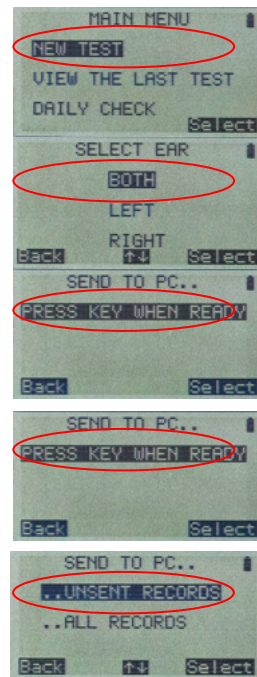 MAIN MENU
NEW TEST
VIEW THE LAST TEST
DAILY CHECK
Select
SELECT EAR
BOTH
LEFT
RIGHT
Back ↑↓ Select
SEND TO PC..
PRESS KEY WHEN READY
Back Select
SEND TO PC..
PRESS KEY WHEN READY
Back Select
SEND TO PC..
..UNSENT RECORDS
..ALL RECORDS
Back ↑↓ Select